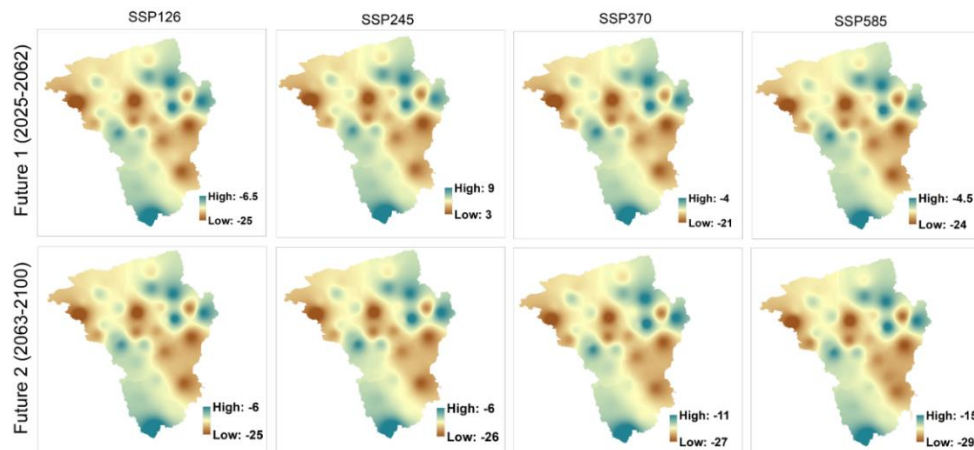 SSP126
SSP245
SSP370
SSP585
Future 1 (2025-2062)
High: -6.5
Low: -25
High: 9
Low: 3
High: -4
Low: -21
High: -4.5
Low: -24
Future 2 (2063-2100)
High: -6
Low: -25
High: -6
Low: -26
High: -11
Low: -27
High: -15
Low: -29